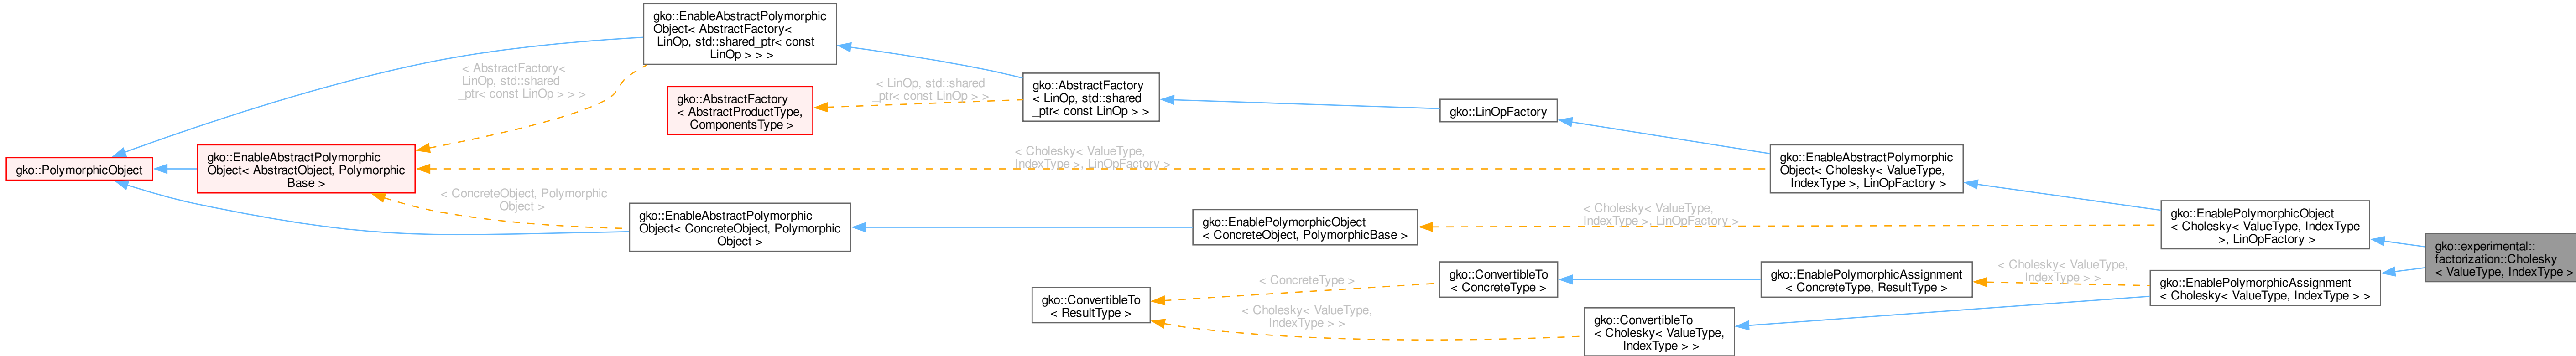 gko::PolymorphicObject
gko::EnableAbstractPolymorphic
Object< AbstractObject, Polymorphic
Base >
gko::EnableAbstractPolymorphic
Object< AbstractFactory<
LinOp, std::shared_ptr< const
LinOp > > >
< AbstractFactory<
LinOp, std::shared
_ptr< const LinOp > > >
gko::AbstractFactory
< AbstractProductType,
ComponentsType >
< LinOp, std::shared
_ptr< const LinOp > >
gko::AbstractFactory
< LinOp, std::shared
_ptr< const LinOp > >
gko::LinOpFactory
< Cholesky< ValueType,
IndexType >, LinOpFactory >
gko::EnableAbstractPolymorphic
Object< Cholesky< ValueType,
IndexType >, LinOpFactory >
< ConcreteObject, Polymorphic
Object >
gko::EnableAbstractPolymorphic
Object< ConcreteObject, Polymorphic
Object >
gko::EnablePolymorphicObject
< ConcreteObject, PolymorphicBase >
< Cholesky< ValueType,
IndexType >, LinOpFactory >
gko::EnablePolymorphicObject
< Cholesky< ValueType, IndexType
>, LinOpFactory >
gko::experimental::
factorization::Cholesky
< ValueType, IndexType >
gko::ConvertibleTo
< ResultType >
< ConcreteType >
gko::ConvertibleTo
< ConcreteType >
gko::EnablePolymorphicAssignment
< ConcreteType, ResultType >
< Cholesky< ValueType,
IndexType > >
gko::EnablePolymorphicAssignment
< Cholesky< ValueType, IndexType > >
< Cholesky< ValueType,
IndexType > >
gko::ConvertibleTo
< Cholesky< ValueType,
IndexType > >